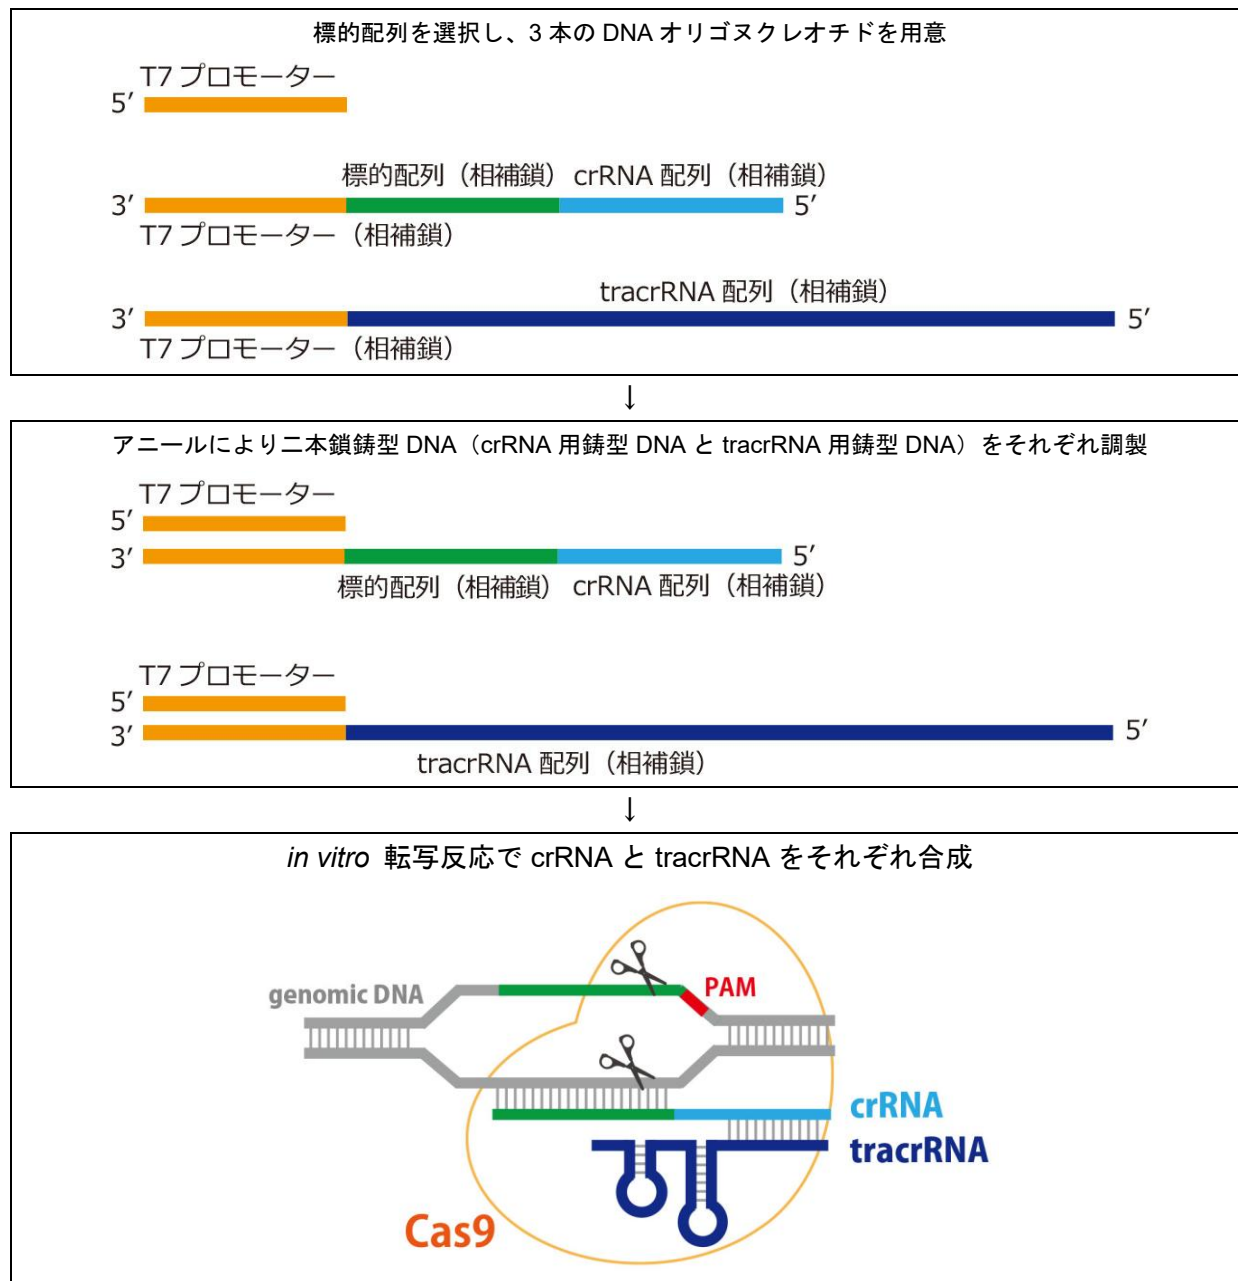 標的配列を選択し、3 本の DNA オリゴヌクレオチドを用意
T7 プロモーター
5′
標的配列（相補鎖） crRNA 配列（相補鎖）
3′ 5′
T7 プロモーター（相補鎖）
tracrRNA 配列（相補鎖）
3′ 5′
T7 プロモーター（相補鎖）
↓
アニールにより二本鎖鋳型 DNA（crRNA 用鋳型 DNA と tracrRNA 用鋳型 DNA）をそれぞれ調製
T7 プロモーター
5′
3′ 5′
標的配列（相補鎖） crRNA 配列（相補鎖）
T7 プロモーター
5′
3′ 5′
tracrRNA 配列（相補鎖）
↓
in vitro 転写反応で crRNA と tracrRNA をそれぞれ合成
genomic DNA
PAM
crRNA
tracrRNA
Cas9